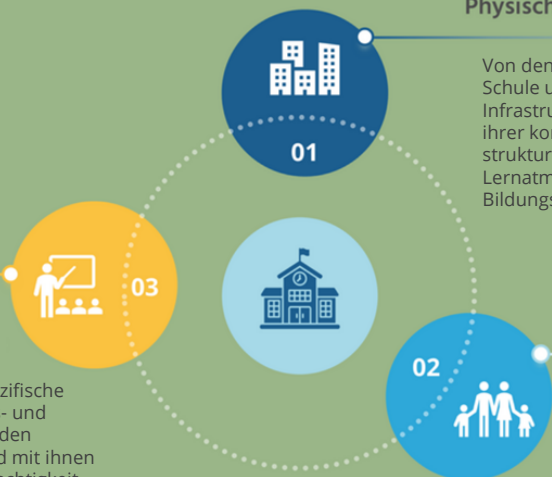 Physisch
Von den
Schule u
Infrastru
ihrer ko
struktur
Lernatm
Bildungs
01
03
02
zifische
- und
den
d mit ihnen